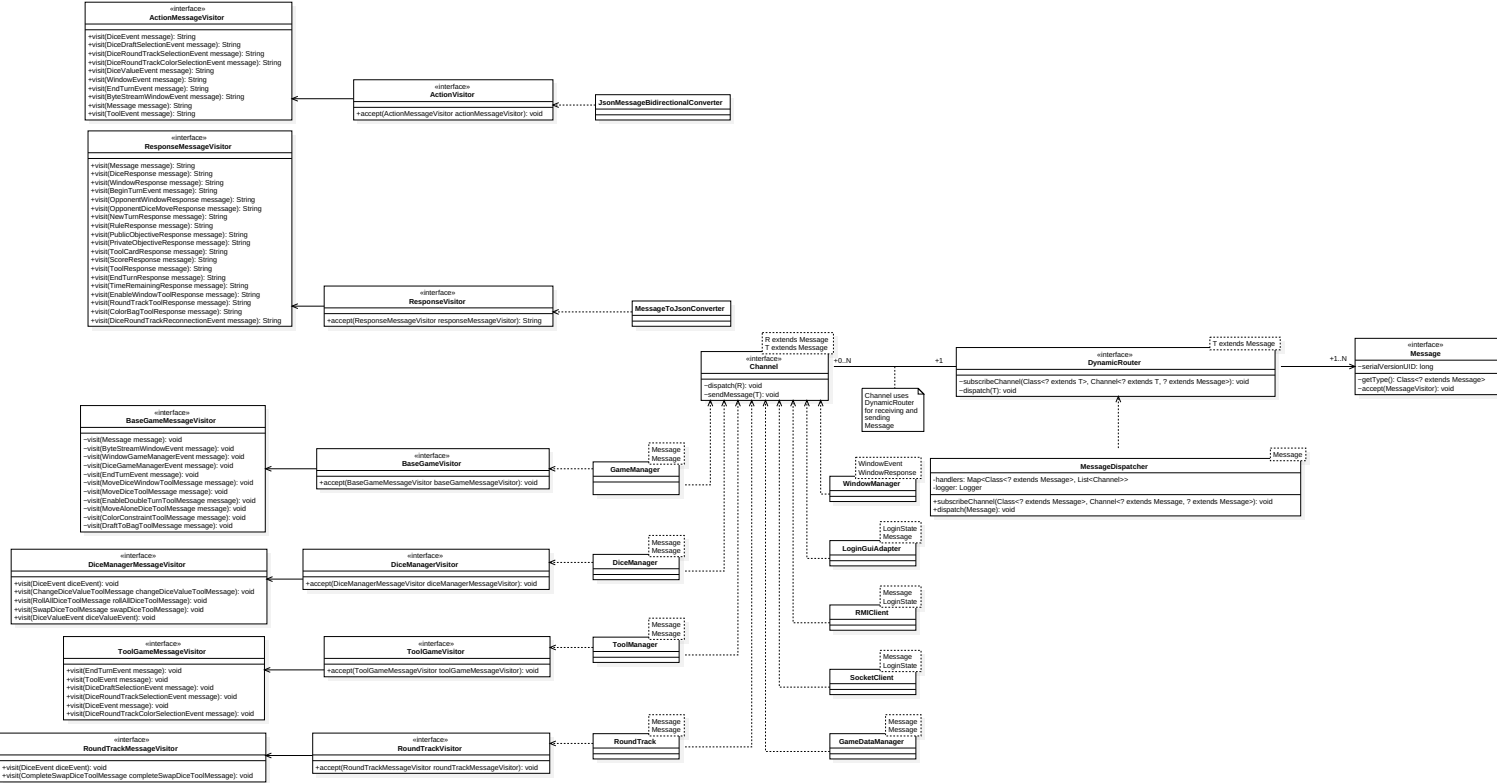 «interface»
ActionMessageVisitor
+visit(DiceEvent message): String
+visit(DiceDraftSelectionEvent message): String
+visit(DiceRoundTrackSelectionEvent message): String
+visit(DiceRoundTrackColorSelectionEvent message): String
+visit(DiceValueEvent message): String
+visit(WindowEvent message): String
+visit(EndTurnEvent message): String
+visit(ByteStreamWindowEvent message): String
+visit(Message message): String
+visit(ToolEvent message): String
«interface»
ActionVisitor
+accept(ActionMessageVisitor actionMessageVisitor): void
JsonMessageBidirectionalConverter
«interface»
ResponseMessageVisitor
+visit(Message message): String
+visit(DiceResponse message): String
+visit(WindowResponse message): String
+visit(BeginTurnEvent message): String
+visit(OpponentWindowResponse message): String
+visit(OpponentDiceMoveResponse message): String
+visit(NewTurnResponse message): String
+visit(RuleResponse message): String
+visit(PublicObjectiveResponse message): String
+visit(PrivateObjectiveResponse message): String
+visit(ToolCardResponse message): String
+visit(ScoreResponse message): String
+visit(ToolResponse message): String
+visit(EndTurnResponse message): String
+visit(TimeRemainingResponse message): String
+visit(EnableWindowToolResponse message): String
+visit(RoundTrackToolResponse message): String
+visit(ColorBagToolResponse message): String
+visit(DiceRoundTrackReconnectionEvent message): String
«interface»
ResponseVisitor
+accept(ResponseMessageVisitor responseMessageVisitor): String
MessageToJsonConverter
R extends Message
T extends Message
«interface»
Channel
~dispatch(R): void
~sendMessage(T): void
+0..N
+1
Channel uses
DynamicRouter
for receiving and
sending
Message
T extends Message
«interface»
DynamicRouter
~subscribeChannel(Class<? extends T>, Channel<? extends T, ? extends Message>): void
~dispatch(T): void
+1..N
«interface»
Message
~serialVersionUID: long
~getType(): Class<? extends Message>
~accept(MessageVisitor): void
Message
MessageDispatcher
-handlers: Map<Class<? extends Message>, List<Channel>>
-logger: Logger
+subscribeChannel(Class<? extends Message>, Channel<? extends Message, ? extends Message>): void
+dispatch(Message): void
«interface»
BaseGameMessageVisitor
~visit(Message message): void
~visit(ByteStreamWindowEvent message): void
~visit(WindowGameManagerEvent message): void
~visit(DiceGameManagerEvent message): void
~visit(EndTurnEvent message): void
~visit(MoveDiceWindowToolMessage message): void
~visit(MoveDiceToolMessage message): void
~visit(EnableDoubleTurnToolMessage message): void
~visit(MoveAloneDiceToolMessage message): void
~visit(ColorConstraintToolMessage message): void
~visit(DraftToBagToolMessage message): void
«interface»
BaseGameVisitor
+accept(BaseGameMessageVisitor baseGameVisitor): void
Message
Message
GameManager
WindowEvent
WindowResponse
WindowManager
«interface»
DiceManagerMessageVisitor
+visit(DiceEvent diceEvent): void
+visit(ChangeDiceValueToolMessage changeDiceValueToolMessage): void
+visit(RollAllDiceToolMessage rollAllDiceToolMessage): void
+visit(SwapDiceToolMessage swapDiceToolMessage): void
+visit(DiceValueEvent diceValueEvent): void
«interface»
DiceManagerVisitor
+accept(DiceManagerMessageVisitor diceManagerMessageVisitor): void
Message
Message
DiceManager
LoginState
Message
LoginGuiAdapter
Message
LoginState
RMIClient
«interface»
ToolGameMessageVisitor
+visit(EndTurnEvent message): void
+visit(ToolEvent message): void
+visit(DiceDraftSelectionEvent message): void
+visit(DiceRoundTrackSelectionEvent message): void
+visit(DiceEvent message): void
+visit(DiceRoundTrackColorSelectionEvent message): void
«interface»
ToolGameVisitor
+accept(ToolGameMessageVisitor toolGameMessageVisitor): void
Message
Message
ToolManager
Message
LoginState
SocketClient
«interface»
RoundTrackMessageVisitor
+visit(DiceEvent diceEvent): void
+visit(CompleteSwapDiceToolMessage completeSwapDiceToolMessage): void
«interface»
RoundTrackVisitor
+accept(RoundTrackMessageVisitor roundTrackMessageVisitor): void
Message
Message
RoundTrack
Message
Message
GameDataManager